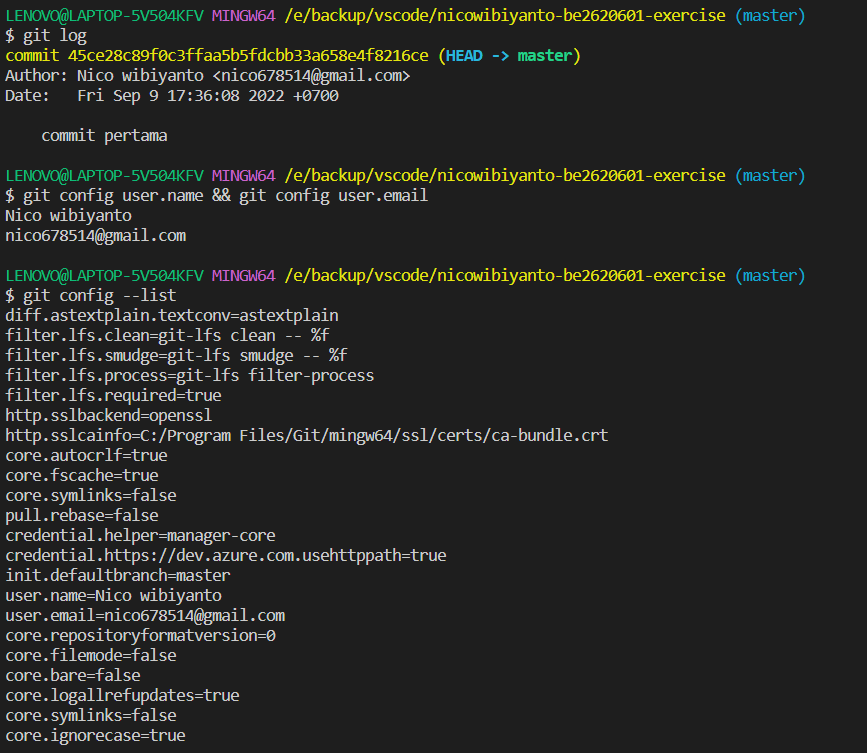 LENOVO@LAPTOP-5V504KFV MINGW64 /e/backup/vscode/nicowibiyanto-be2620601-exercise (master)
$ git log
commit 45ce28c89f0c3ffaa5b5fdcbb33a658e4f8216ce (HEAD -> master)
Author: Nico wibiyanto <nico678514@gmail.com>
Date:   Fri Sep 9 17:36:08 2022 +0700
    commit pertama
LENOVO@LAPTOP-5V504KFV MINGW64 /e/backup/vscode/nicowibiyanto-be2620601-exercise (master)
$ git config user.name && git config user.email
Nico wibiyanto
nico678514@gmail.com
LENOVO@LAPTOP-5V504KFV MINGW64 /e/backup/vscode/nicowibiyanto-be2620601-exercise (master)
$ git config --list
diff.astextplain.textconv=astextplain
filter.lfs.clean=git-lfs clean -- %f
filter.lfs.smudge=git-lfs smudge -- %f
filter.lfs.process=git-lfs filter-process
filter.lfs.required=true
http.sslbackend=openssl
http.sslcainfo=C:/Program Files/Git/mingw64/ssl/certs/ca-bundle.crt
core.autocrlf=true
core.fscache=true
core.symlinks=false
pull.rebase=false
credential.helper=manager-core
credential.https://dev.azure.com.usehttppath=true
init.defaultbranch=master
user.name=Nico wibiyanto
user.email=nico678514@gmail.com
core.repositoryformatversion=0
core.filemode=false
core.bare=false
core.logallrefupdates=true
core.symlinks=false
core.ignorecase=true